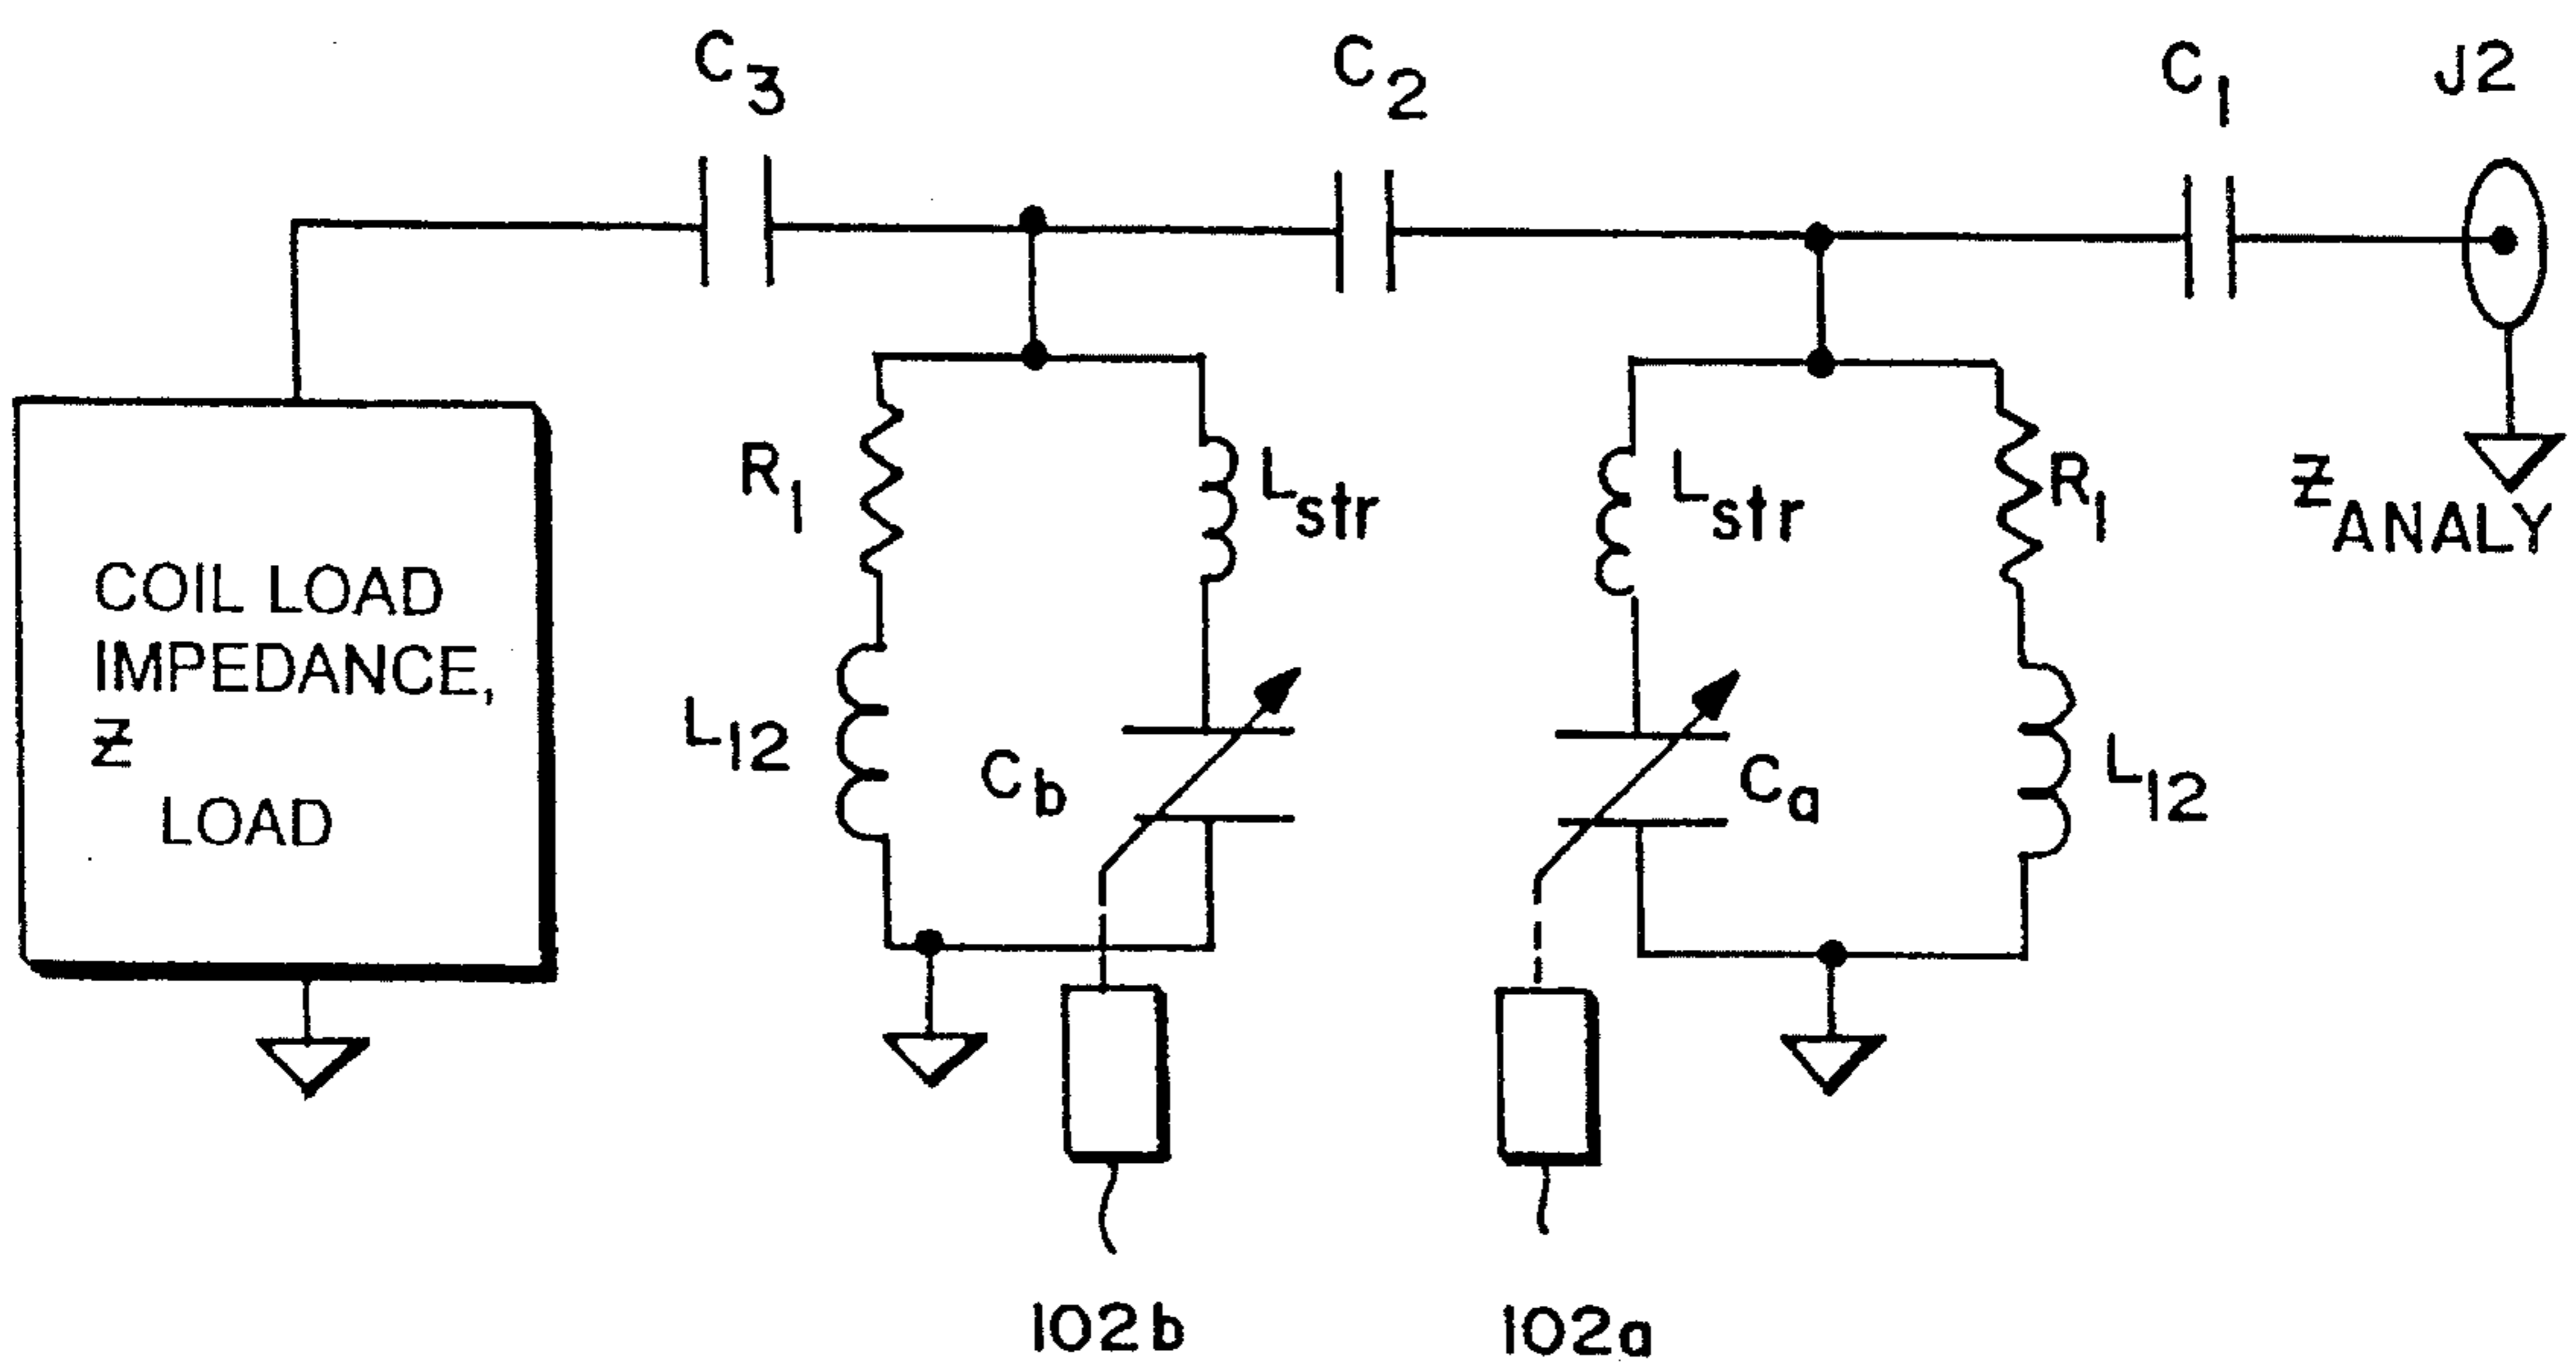 C3
C2
C1
J2
R1
Lstr
Lstr
R1
ZANALY
COIL LOAD
IMPEDANCE,
Z
LOAD
L12
Cb
Ca
L12
102b
102a